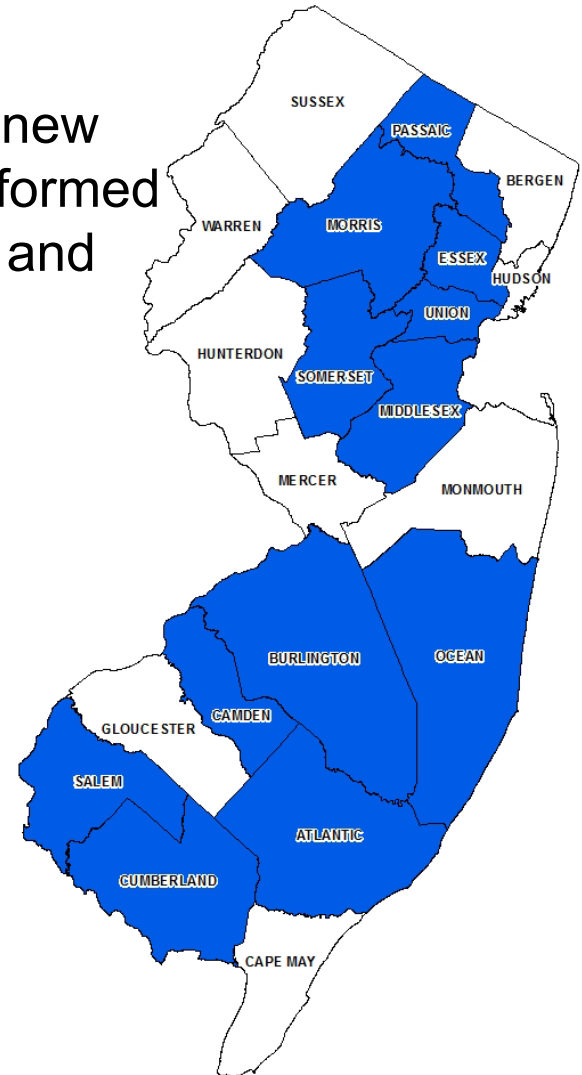 new
formed
and
SUSSEX
PASSAIC
BERGEN
WARREN
MORRIS
ESSEX
HUDSON
UNION
HUNTERDON
SOMERSET
MIDDLESEX
MERCER
MONMOUTH
BURLINGTON
OCEAN
CAMDEN
GLOUCESTER
SALEM
ATLANTIC
CUMBERLAND
CAPE MAY